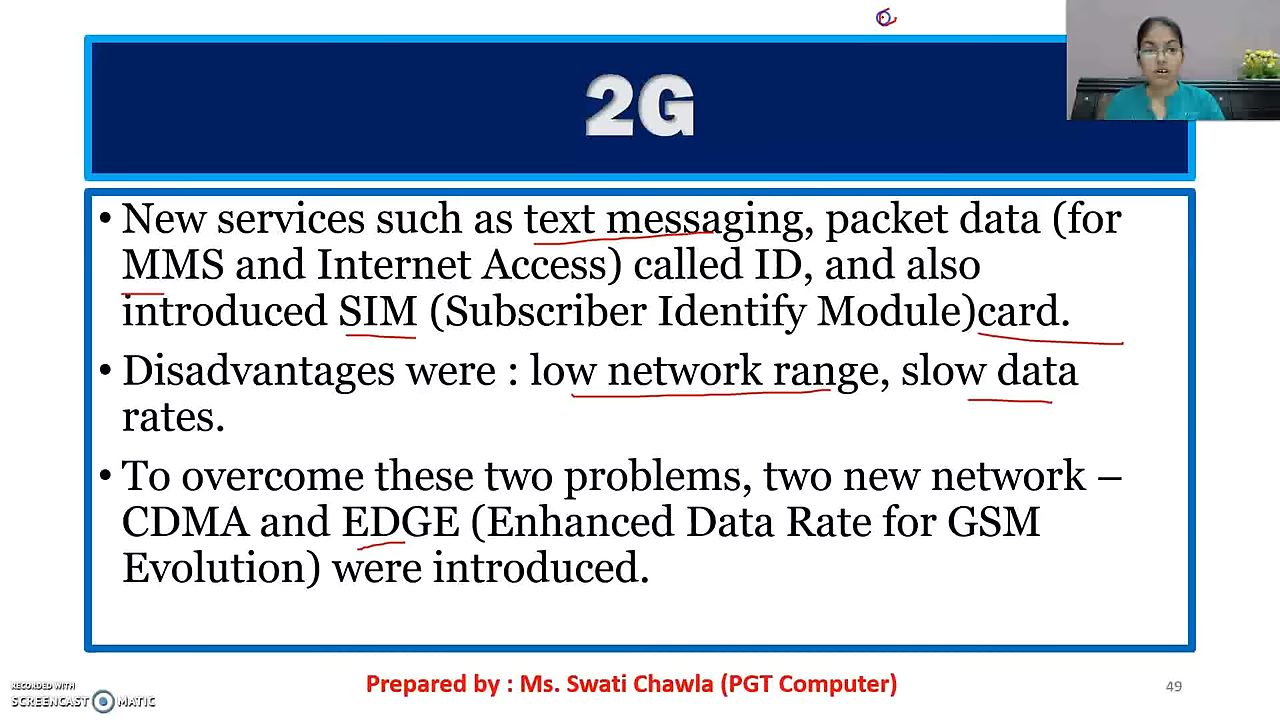 2G
• New services such as text messaging, packet data (for
MMS and Internet Access) called ID, and also
introduced SIM (Subscriber Identify Module)card.
• Disadvantages were : low network range, slow data
rates.
• To overcome these two problems, two new network –
CDMA and EDGE (Enhanced Data Rate for GSM
Evolution) were introduced.
Prepared by : Ms. Swati Chawla (PGT Computer)
49
RECORDED WITH
SCREENCAST MATIC